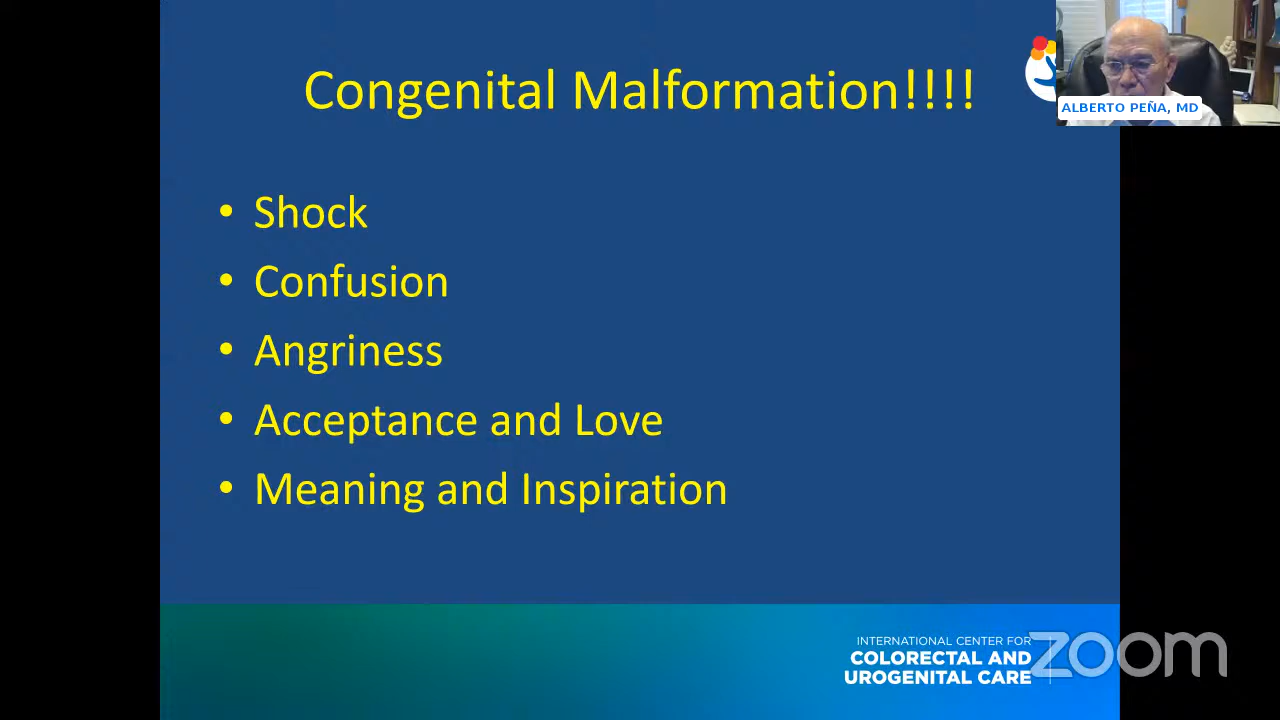 Congenital Malformation!!!!
ALBERTO PEÑA, MD
• Shock
• Confusion
• Angriness
• Acceptance and Love
• Meaning and Inspiration
INTERNATIONAL CENTER FOR
COLORECTAL AND
UROGENITAL CARE
zoom